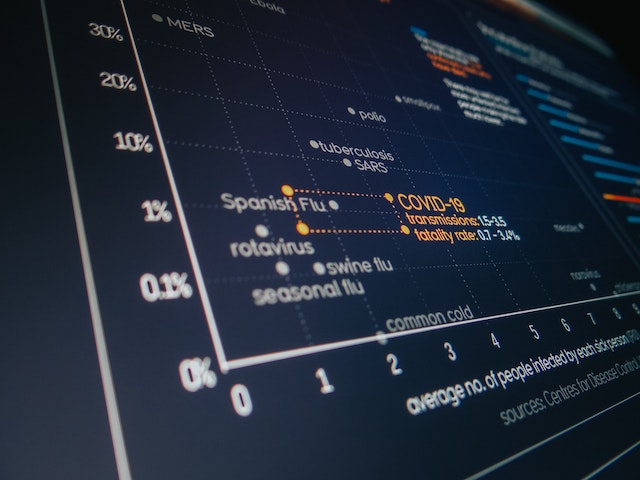 Ebola
30%
MERS
20%
polio
smallpox
10%
tuberculosis
SARS
1%
Spanish Flu
COVID-19
transmissions: 1.5-3.5
fatality rate: 0.7 - 3.4%
rotavirus
swine flu
seasonal flu
0.1%
measles
norovirus
common cold
0%
0 1 2 3 4 5 6 7 8 9
average no. of people infected by each sick person
sources: Centres for Disease Control